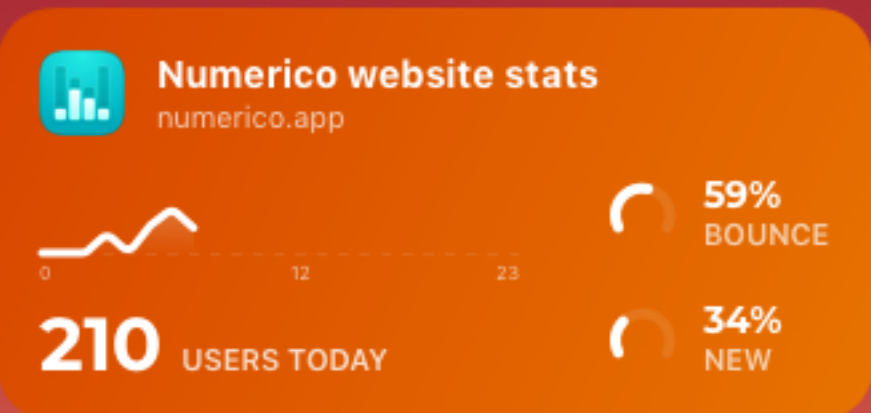 Numerico website stats
numerico.app
59%
BOUNCE
0 12 23
210 USERS TODAY
34%
NEW